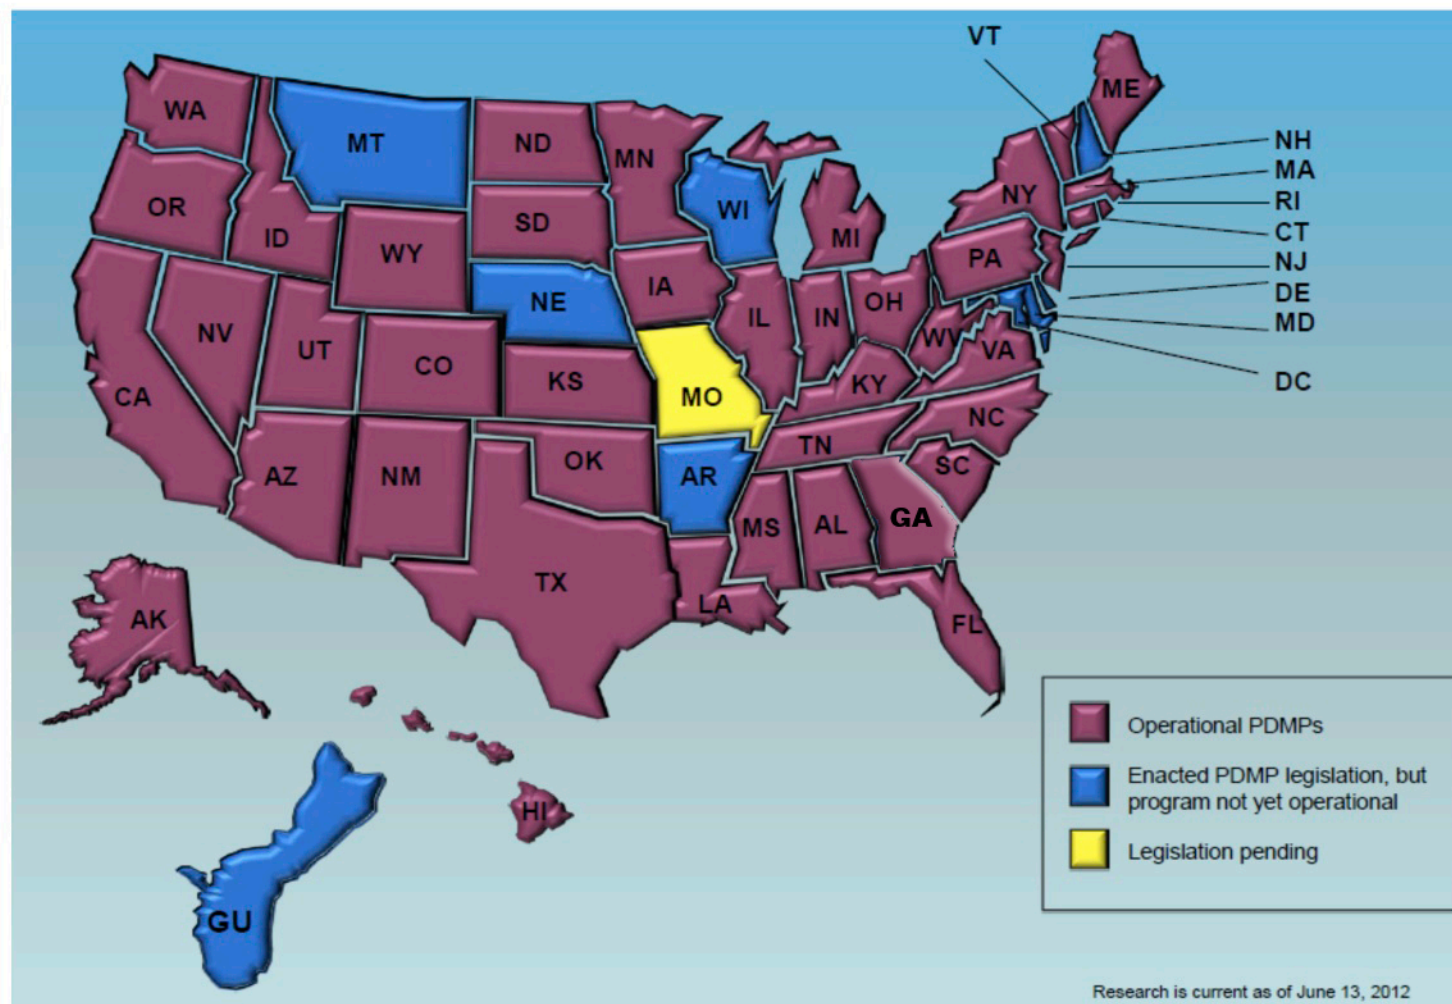 VT
ME
WA
MT
ND
MN
NH
MA
OR
ID
WY
SD
WI
MI
NY
RI
CT
NJ
PA
DE
MD
DC
NE
IA
IL
IN
OH
WV
VA
NV
UT
CO
KS
MO
KY
CA
NC
TN
SC
AZ
NM
OK
AR
MS
AL
GA
TX
LA
FL
AK
HI
GU
Operational PDMPs
Enacted PDMP legislation, but
program not yet operational
Legislation pending
Research is current as of June 13, 2012